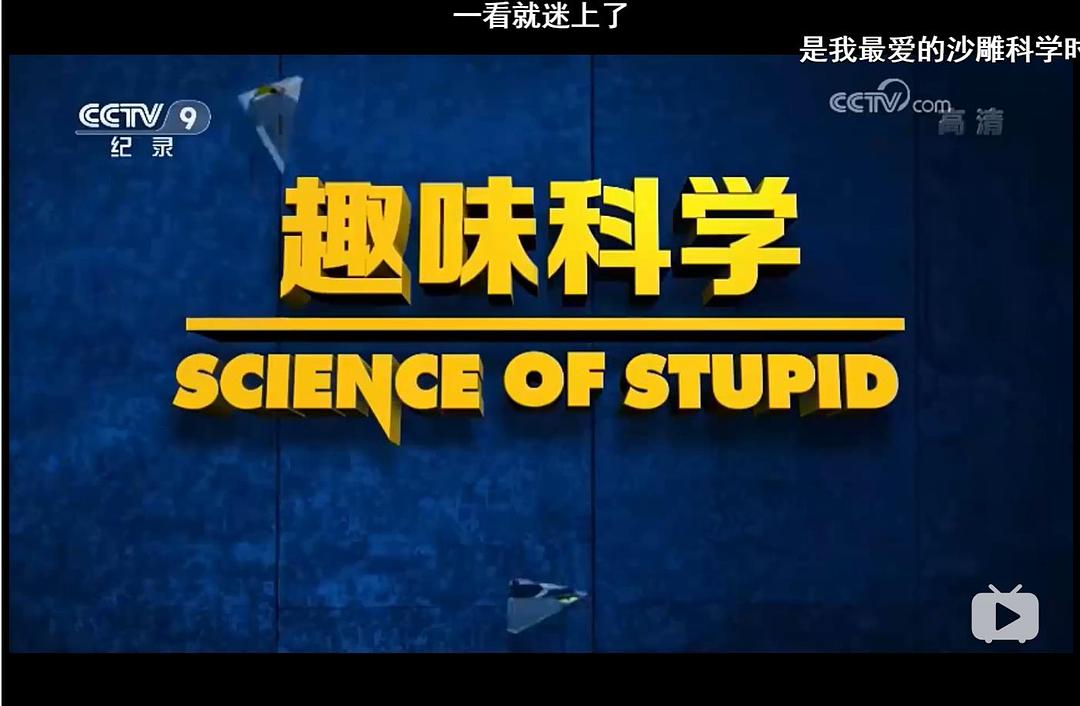 一看就迷上了
是我最爱的沙雕科学时
CCTV 9
纪录
CCTV.com
高清
趣味科学
SCIENCE OF STUPID